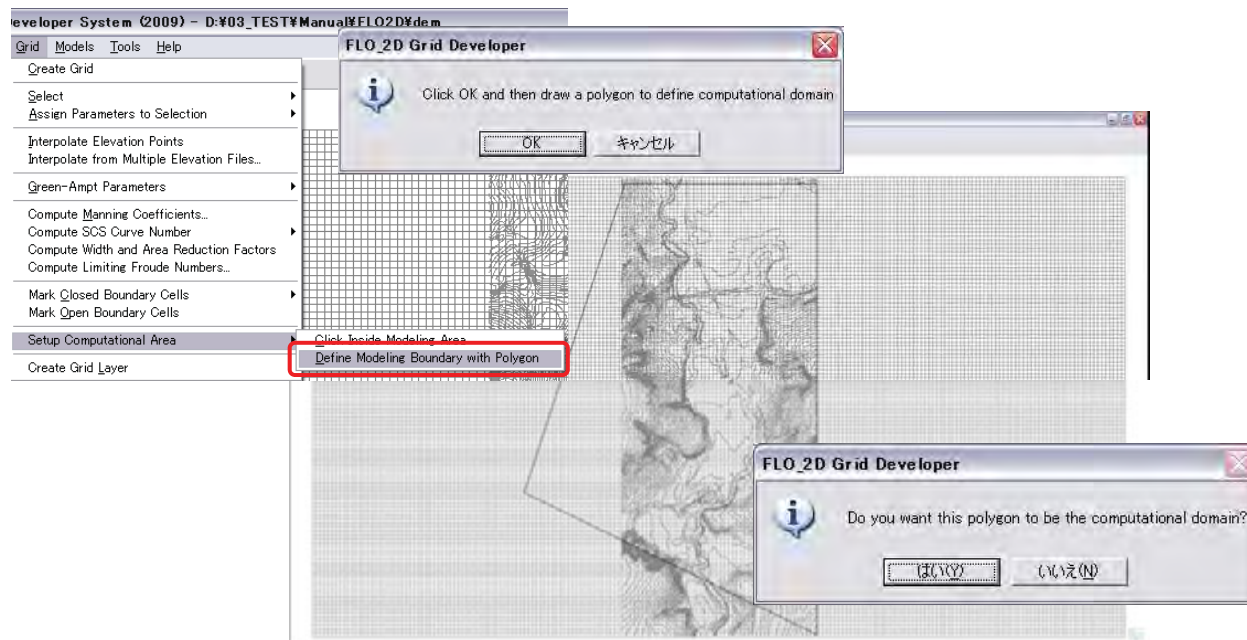 eveloper System (2009) - D:¥03_TEST¥Manual¥FLO2D¥dem
Grid Models Tools Help
Create Grid
Select
Assign Parameters to Selection
Interpolate Elevation Points
Interpolate from Multiple Elevation Files...
Green-Ampt Parameters
Compute Manning Coefficients...
Compute SCS Curve Number
Compute Width and Area Reduction Factors
Compute Limiting Froude Numbers...
Mark Closed Boundary Cells
Mark Open Boundary Cells
Setup Computational Area
Create Grid Layer
Click Inside Modeling Area
Define Modeling Boundary with Polygon
FLO_2D Grid Developer
Click OK and then draw a polygon to define computational domain
OK キャンセル
FLO_2D Grid Developer
Do you want this polygon to be the computational domain?
はい(Y) いいえ(N)